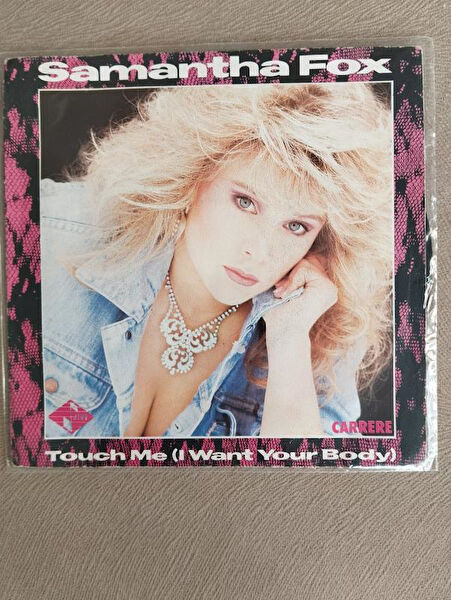 Samantha Fox
CARRERE
Touch Me (I Want Your Body)